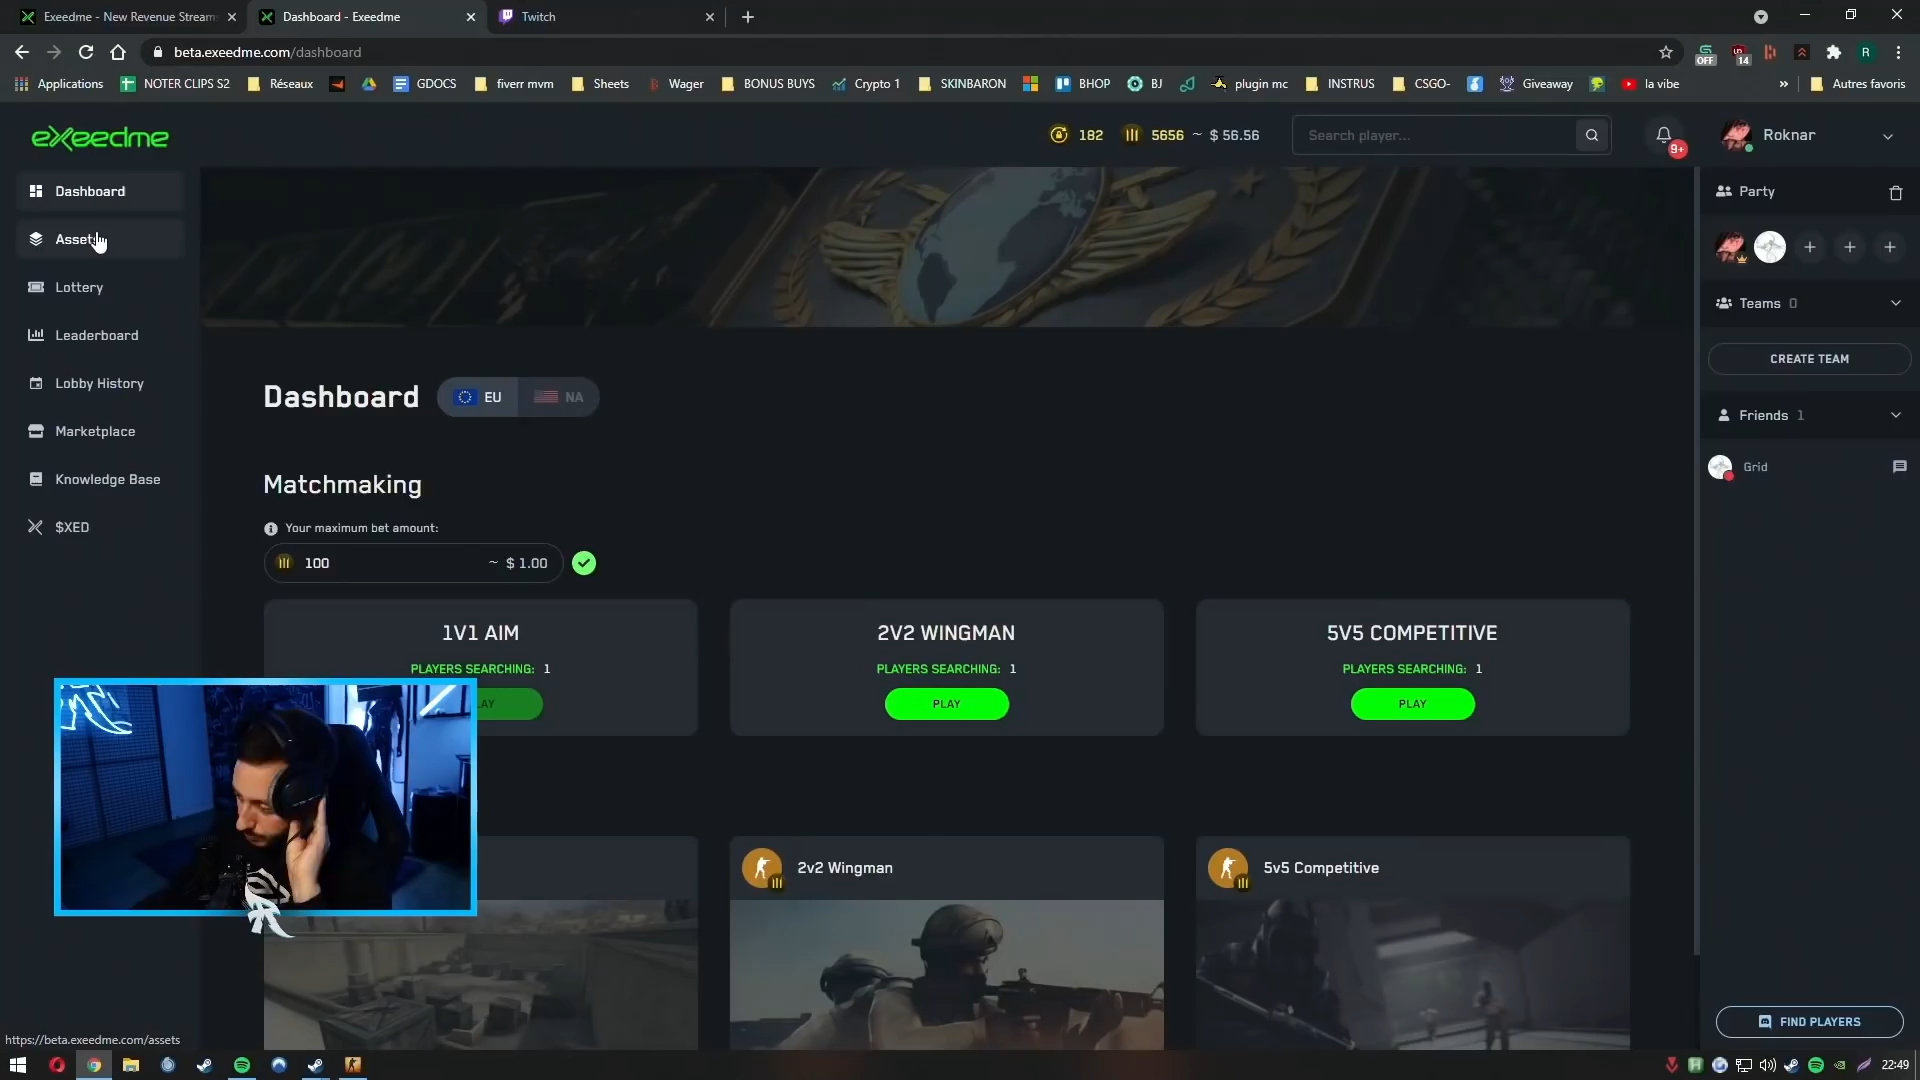 Exeedme - New Revenue Stream
Dashboard - Exeedme
Twitch
beta.exeedme.com/dashboard
OFF
14
R
Applications
NOTER CLIPS S2
Réseaux
GDOCS
fiverr mvm
Sheets
Wager
BONUS BUYS
Crypto 1
SKINBARON
BHOP
BJ
plugin mc
INSTRUS
CSGO-
Giveaway
la vibe
»
Autres favoris
exeedme
182
5656 ~ $ 56.56
Search player...
9+
Roknar
Dashboard
Assets
Lottery
Leaderboard
Lobby History
Marketplace
Knowledge Base
$XED
Dashboard
EU
NA
Matchmaking
Your maximum bet amount:
100 ~ $ 1.00
1V1 AIM
PLAYERS SEARCHING: 1
LAY
2V2 WINGMAN
PLAYERS SEARCHING: 1
PLAY
5V5 COMPETITIVE
PLAYERS SEARCHING: 1
PLAY
2v2 Wingman
5v5 Competitive
Party
Teams 0
CREATE TEAM
Friends 1
Grid
FIND PLAYERS
https://beta.exeedme.com/assets
22:49